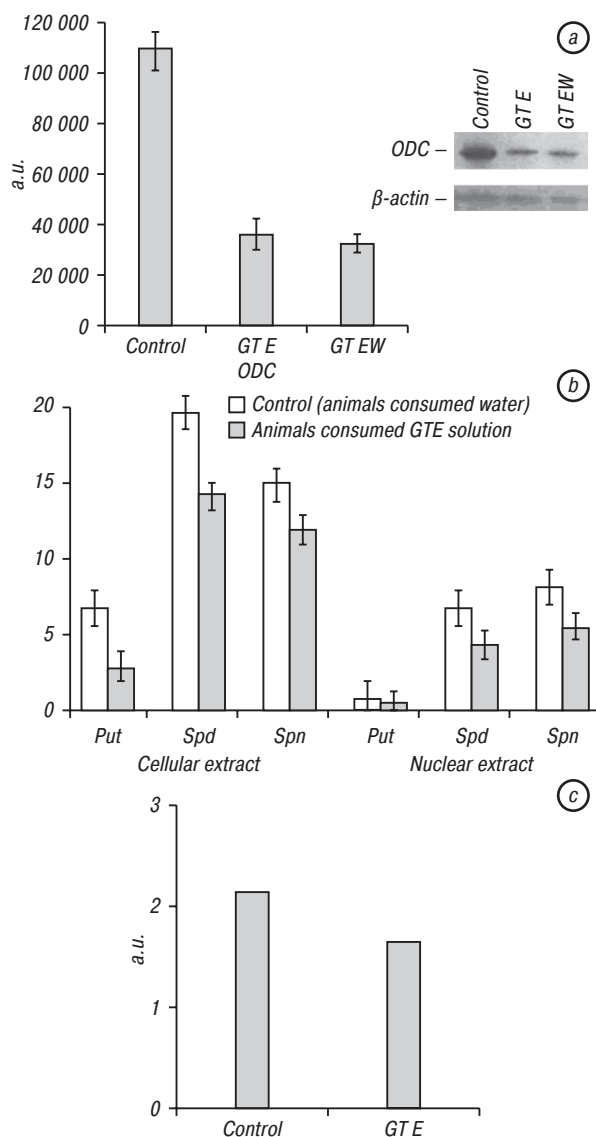 a
120 000
100 000
80 000
60 000
40 000
20 000
0
a.u.
Control
GT E
GT EW
ODC
Control
GT E
GT EW
ODC –
β-actin –
b
Control (animals consumed water)
Animals consumed GTE solution
20
15
10
5
0
Put
Spd
Spn
Put
Spd
Spn
Cellular extract
Nuclear extract
c
3
2
1
0
a.u.
Control
GT E